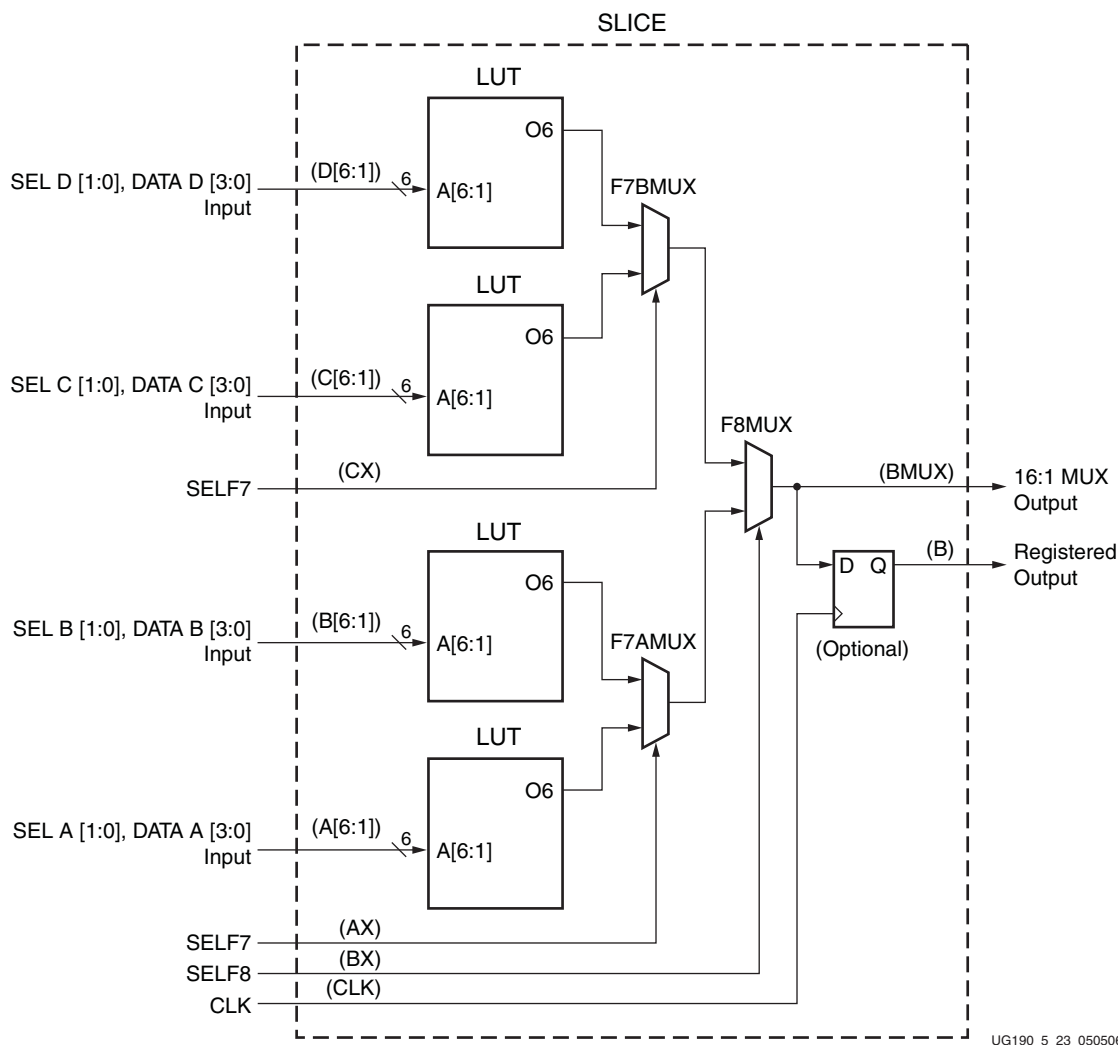 SLICE
LUT
O6
SEL D [1:0], DATA D [3:0]
Input
(D[6:1])
6
A[6:1]
F7BMUX
LUT
O6
SEL C [1:0], DATA C [3:0]
Input
(C[6:1])
6
A[6:1]
F8MUX
SELF7
(CX)
(BMUX)
16:1 MUX
Output
LUT
O6
D Q
(B)
Registered
Output
SEL B [1:0], DATA B [3:0]
Input
(B[6:1])
6
A[6:1]
F7AMUX
(Optional)
LUT
O6
SEL A [1:0], DATA A [3:0]
Input
(A[6:1])
6
A[6:1]
SELF7
(AX)
SELF8
(BX)
CLK
(CLK)